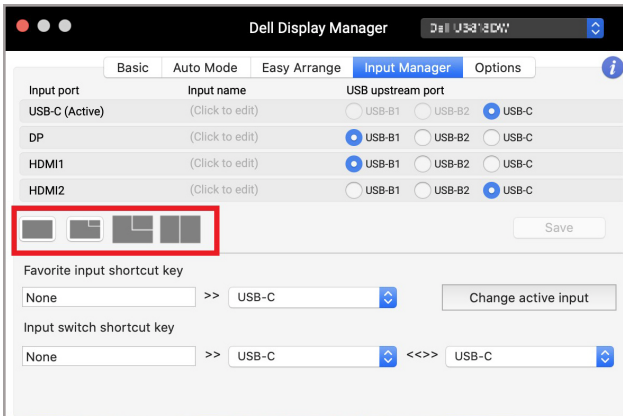 Dell Display Manager
Basic Auto Mode Easy Arrange Input Manager Options i
Input port Input name USB upstream port
USB-C (Active) (Click to edit) USB-B1 USB-B2 USB-C
DP (Click to edit) USB-B1 USB-B2 USB-C
HDMI1 (Click to edit) USB-B1 USB-B2 USB-C
HDMI2 (Click to edit) USB-B1 USB-B2 USB-C
Save
Favorite input shortcut key
None >> USB-C Change active input
Input switch shortcut key
None >> USB-C <<>> USB-C